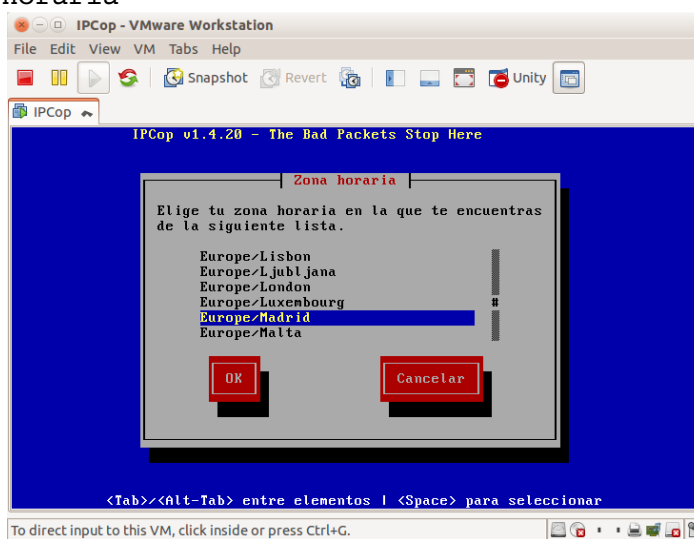 horaria
IPCop - VMware Workstation
File Edit View VM Tabs Help
Snapshot Revert Unity
IPCop
IPCop v1.4.20 - The Bad Packets Stop Here
Zona horaria
Elige tu zona horaria en la que te encuentras
de la siguiente lista.
Europe/Lisbon
Europe/Ljubljana
Europe/London
Europe/Luxembourg #
Europe/Madrid
Europe/Malta
OK Cancelar
<Tab>/<Alt-Tab> entre elementos | <Space> para seleccionar
To direct input to this VM, click inside or press Ctrl+G.